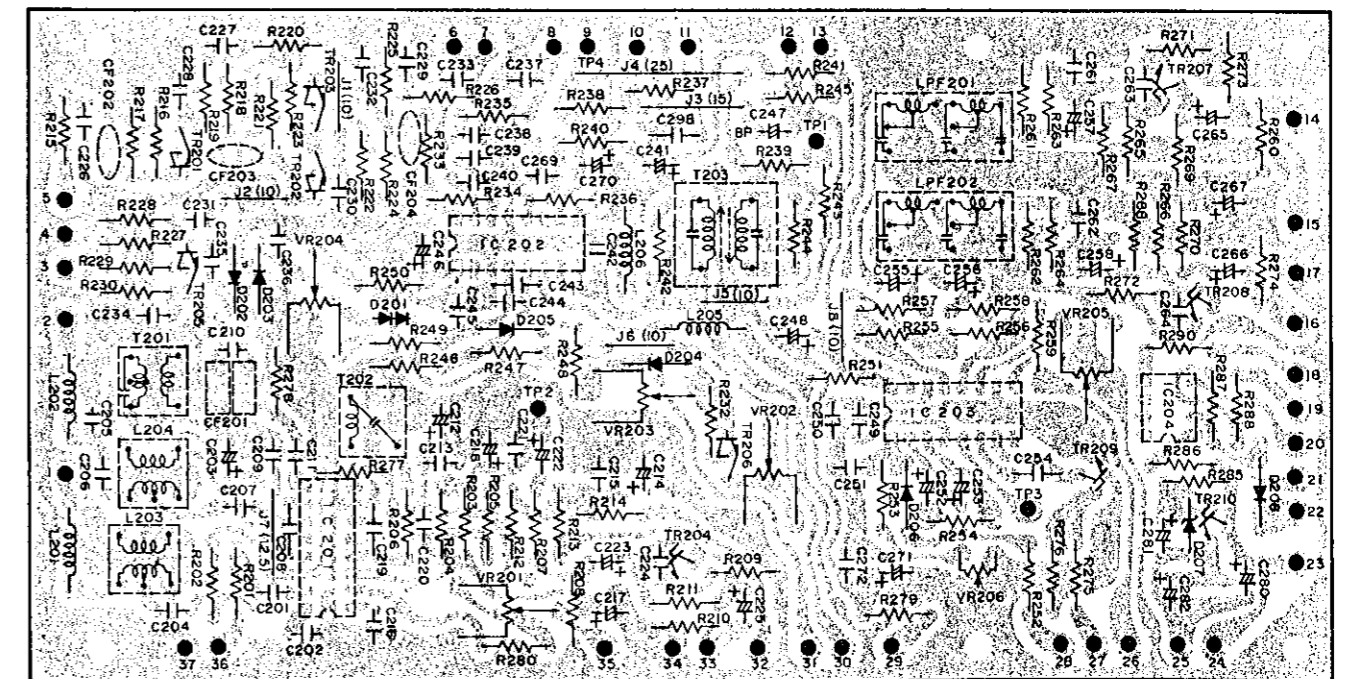 C227 R220 R225 C229 6 7 8 9 10 11 12 13 R271
C228 TR203 J1(10) C232 C233 C237 TP4 J4 (25) R241 C261 TR207 R273
CF202 R217 R216 R219 R218 R221 R223 R226 R235 R238 R237 J3 (15) R245 LPF201 R261 R263 C257 C263 C265
R215 C226 TR201 CF203 TR202 R233 C238 C239 R240 C298 C247 BP TP1 R267 R265 R269 R260 14
C240 C269 C241 R239 C270
J2(10) C230 R222 R224 CF204 R234 R236 T203 R243 LPF202 C267
5 R228 C231 VR204 C246 IC202 C242 L206 R242 R244 R262 R264 C262 R266 R270 15
4 R227 C235 C236
3 R229 D202 D203 R250 C243 C255 C256 C258 C266 R274 17
R230 TR205 D201 C245 C244 J5(10) R257 R258 R272 TR208
2 C234 C210 R249 D205 L205 C248 J8 (10) R255 R256 R259 VR205 C264 16
T201 R246 R247 R248 J6 (10) D204 R251 R290
L202 CF201 R278 T202 TP2 VR203 R232 VR202 IC203 IC204 R287 R288 18
C205 L204 C203 C209 C212 C218 C222 TR206 C250 C249 TR209 19
C206 R277 C213 C215 C214 C251 C254 R286 20
C207 R285 21
L203 J7 (12.5) C208 C219 R206 C220 R204 R203 R205 R212 R207 R213 R214 D206 R254 TP3 TR210 22
L201 R202 R201 C201 VR201 R208 C223 C224 TR204 R209 C272 C271 VR206 R276 R275 R252 C281 D207 C280 23
C204 C202 C217 R211 C225 R279 C282
R280 R210
37 36 35 34 33 32 31 30 29 28 27 26 25 24